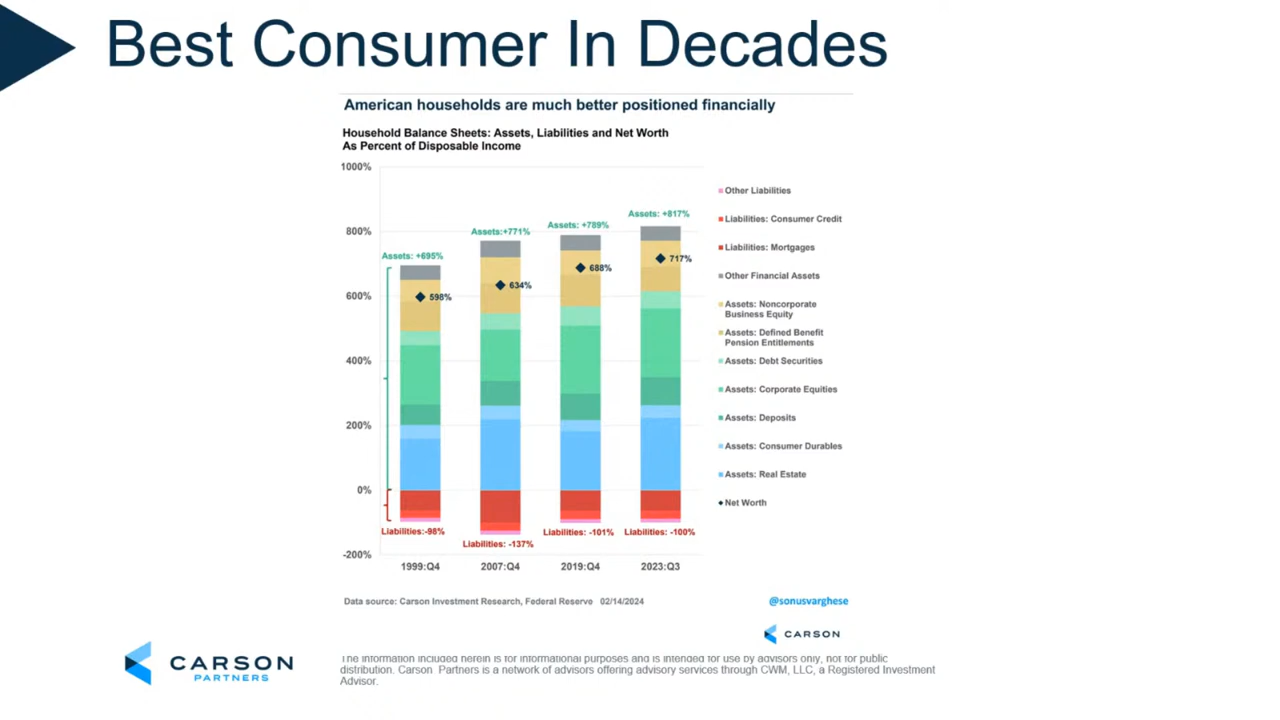 Best Consumer In Decades
American households are much better positioned financially
Household Balance Sheets: Assets, Liabilities and Net Worth
As Percent of Disposable Income
1000%
800%
600%
400%
200%
0%
-200%
Assets: +695%
Assets:+771%
Assets: +789%
Assets: +817%
598%
634%
688%
717%
Liabilities:-98%
Liabilities: -137%
Liabilities: -101%
Liabilities: -100%
1999:Q4
2007:Q4
2019:Q4
2023:Q3
Other Liabilities
Liabilities: Consumer Credit
Liabilities: Mortgages
Other Financial Assets
Assets: Noncorporate
Business Equity
Assets: Defined Benefit
Pension Entitlements
Assets: Debt Securities
Assets: Corporate Equities
Assets: Deposits
Assets: Consumer Durables
Assets: Real Estate
Net Worth
Data source: Carson Investment Research, Federal Reserve 02/14/2024
@sonusvarghese
CARSON
CARSON
PARTNERS
The information included herein is for informational purposes and is intended for use by advisors only, not for public
distribution. Carson Partners is a network of advisors offering advisory services through CWM, LLC, a Registered Investment
Advisor.